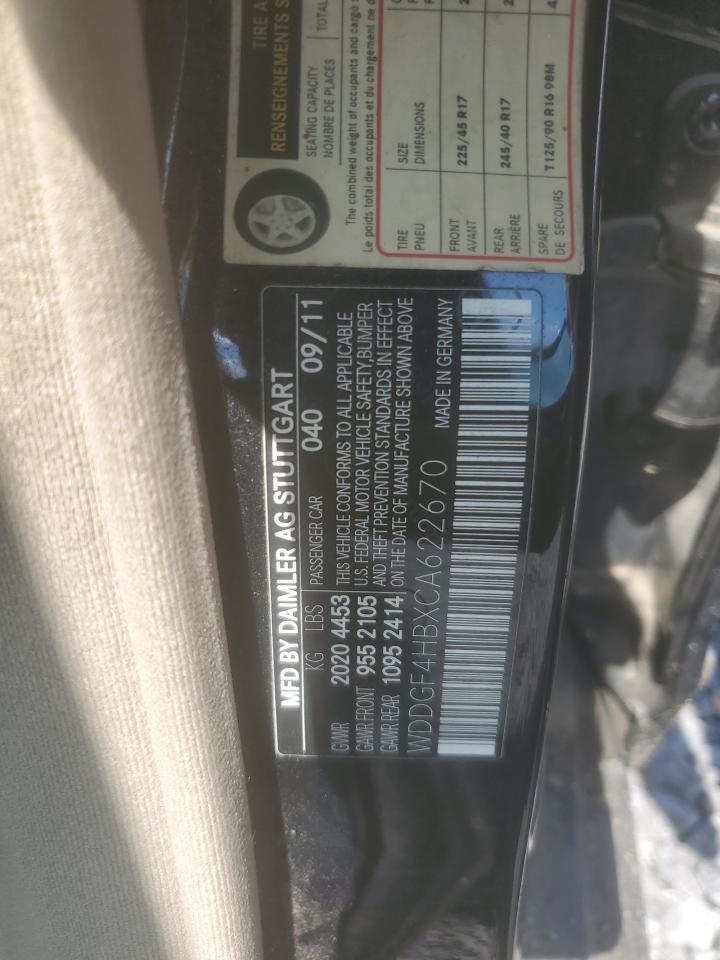 MFD BY DAIMLER AG STUTTGART
KG LBS PASSENGER CAR 040 09/11
GVWR 2020 4453 THIS VEHICLE CONFORMS TO ALL APPLICABLE
GAWR FRONT 955 2105 U.S. FEDERAL MOTOR VEHICLE SAFETY, BUMPER
GAWR REAR 1095 2414 AND THEFT PREVENTION STANDARDS IN EFFECT
ON THE DATE OF MANUFACTURE SHOWN ABOVE
WDDGF4HBXCA622670 MADE IN GERMANY
TIRE A
RENSEIGNEMENTS S
SEATING CAPACITY TOTAL
NOMBRE DE PLACES
The combined weight of occupants and cargo
Le poids total des occupants et du chargement ne d
TIRE SIZE
PNEU DIMENSIONS
FRONT 225/45 R17
AVANT
REAR 245/40 R17
ARRIÈRE
SPARE T125/90 R16 98M
DE SECOURS